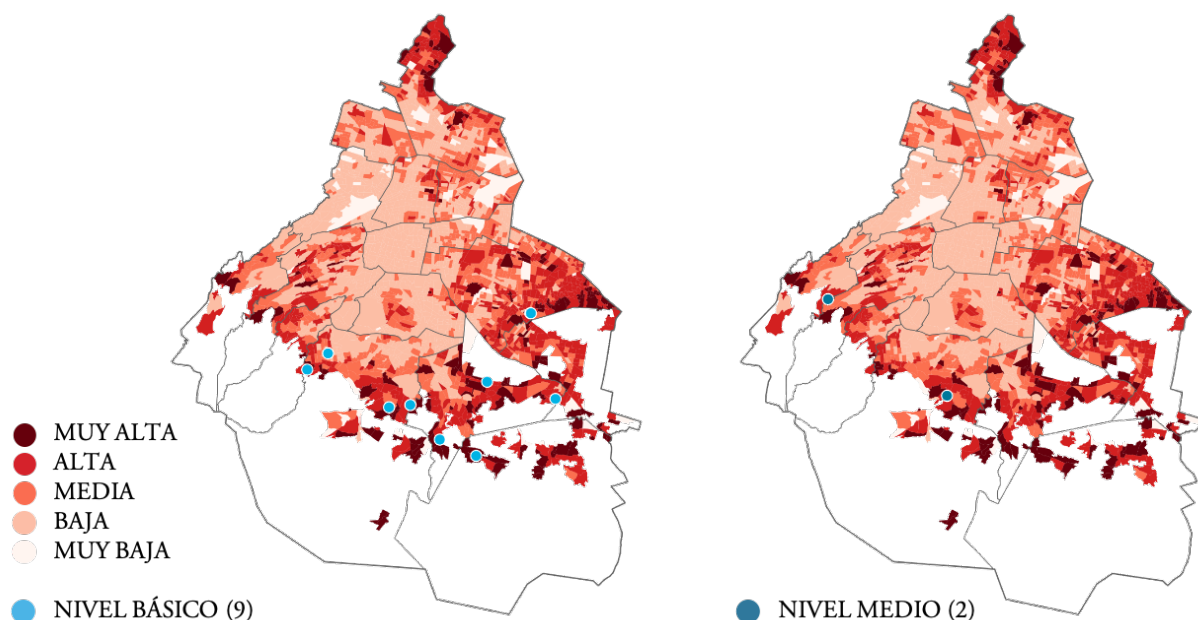 MUY ALTA
ALTA
MEDIA
BAJA
MUY BAJA
NIVEL BÁSICO (9)
NIVEL MEDIO (2)